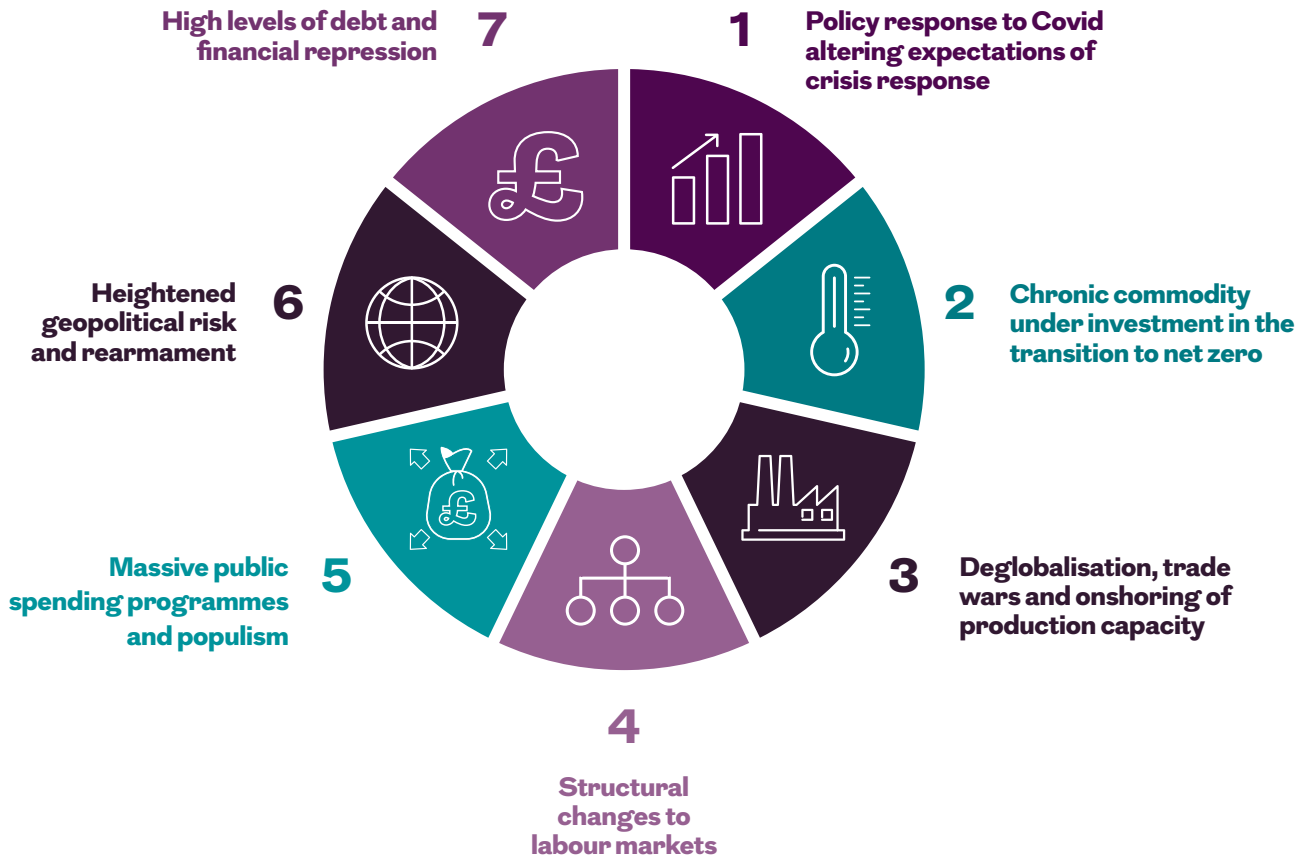 1
Policy response to Covid
altering expectations of
crisis response
2
Chronic commodity
under investment in the
transition to net zero
3
Deglobalisation, trade
wars and onshoring of
production capacity
4
Structural
changes to
labour markets
5
Massive public
spending programmes
and populism
£
6
Heightened
geopolitical risk
and rearmament
7
High levels of debt and
financial repression
£